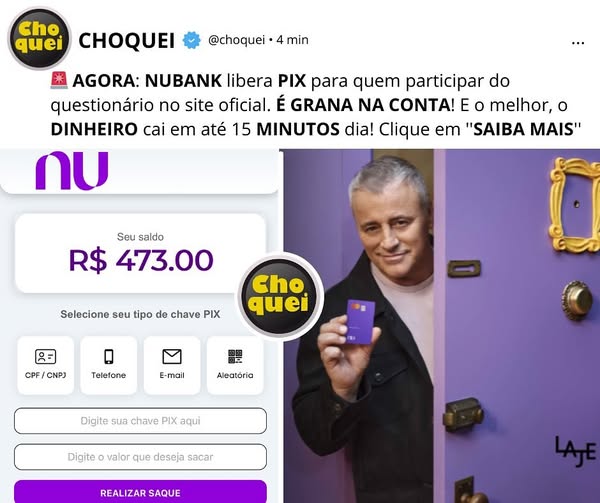 Cho
quei
CHOQUEI @choquei • 4 min
...
🚨 AGORA: NUBANK libera PIX para quem participar do
questionário no site oficial. É GRANA NA CONTA! E o melhor, o
DINHEIRO cai em até 15 MINUTOS dia! Clique em "SAIBA MAIS"
nu
Seu saldo
R$ 473.00
Cho
quei
Selecione seu tipo de chave PIX
CPF / CNPJ
Telefone
E-mail
Aleatória
Digite sua chave PIX aqui
Digite o valor que deseja sacar
REALIZAR SAQUE
nu
LAJE